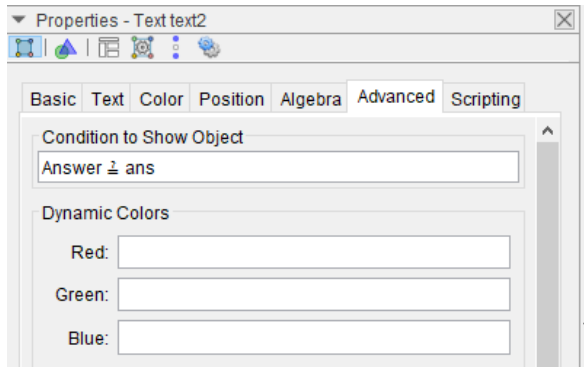 Properties - Text text2
Basic Text Color Position Algebra Advanced Scripting
Condition to Show Object
Answer ≟ ans
Dynamic Colors
Red:
Green:
Blue: